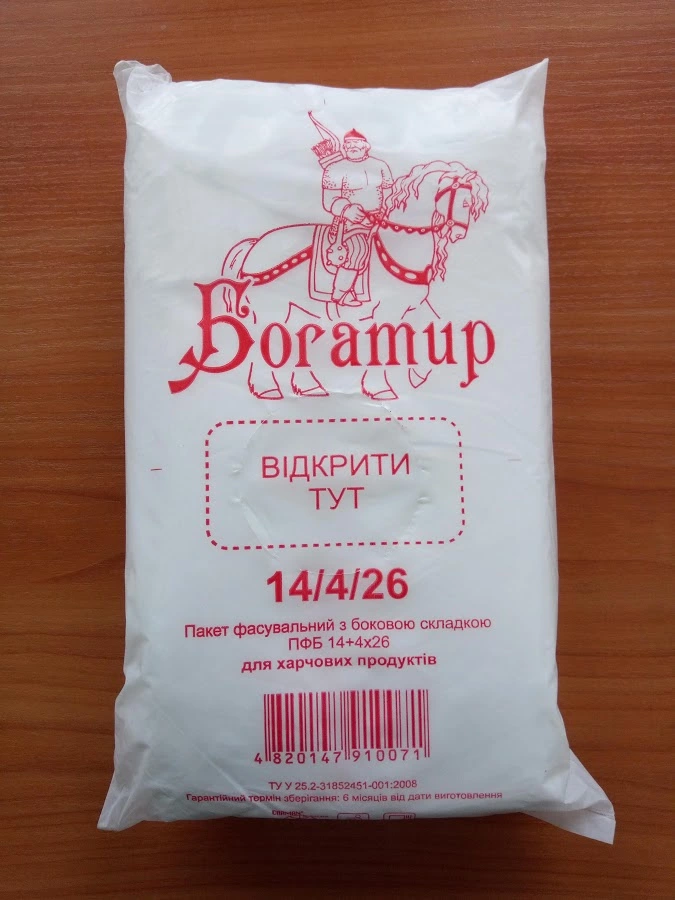 Богатир
ВІДКРИТИ
ТУТ
14/4/26
Пакет фасувальний з боковою складкою
ПФБ 14+4х26
для харчових продуктів
4 820147 910071
ТУ У 25.2-31852451-001:2008
Гарантійний термін зберігання: 6 місяців від дати виготовлення